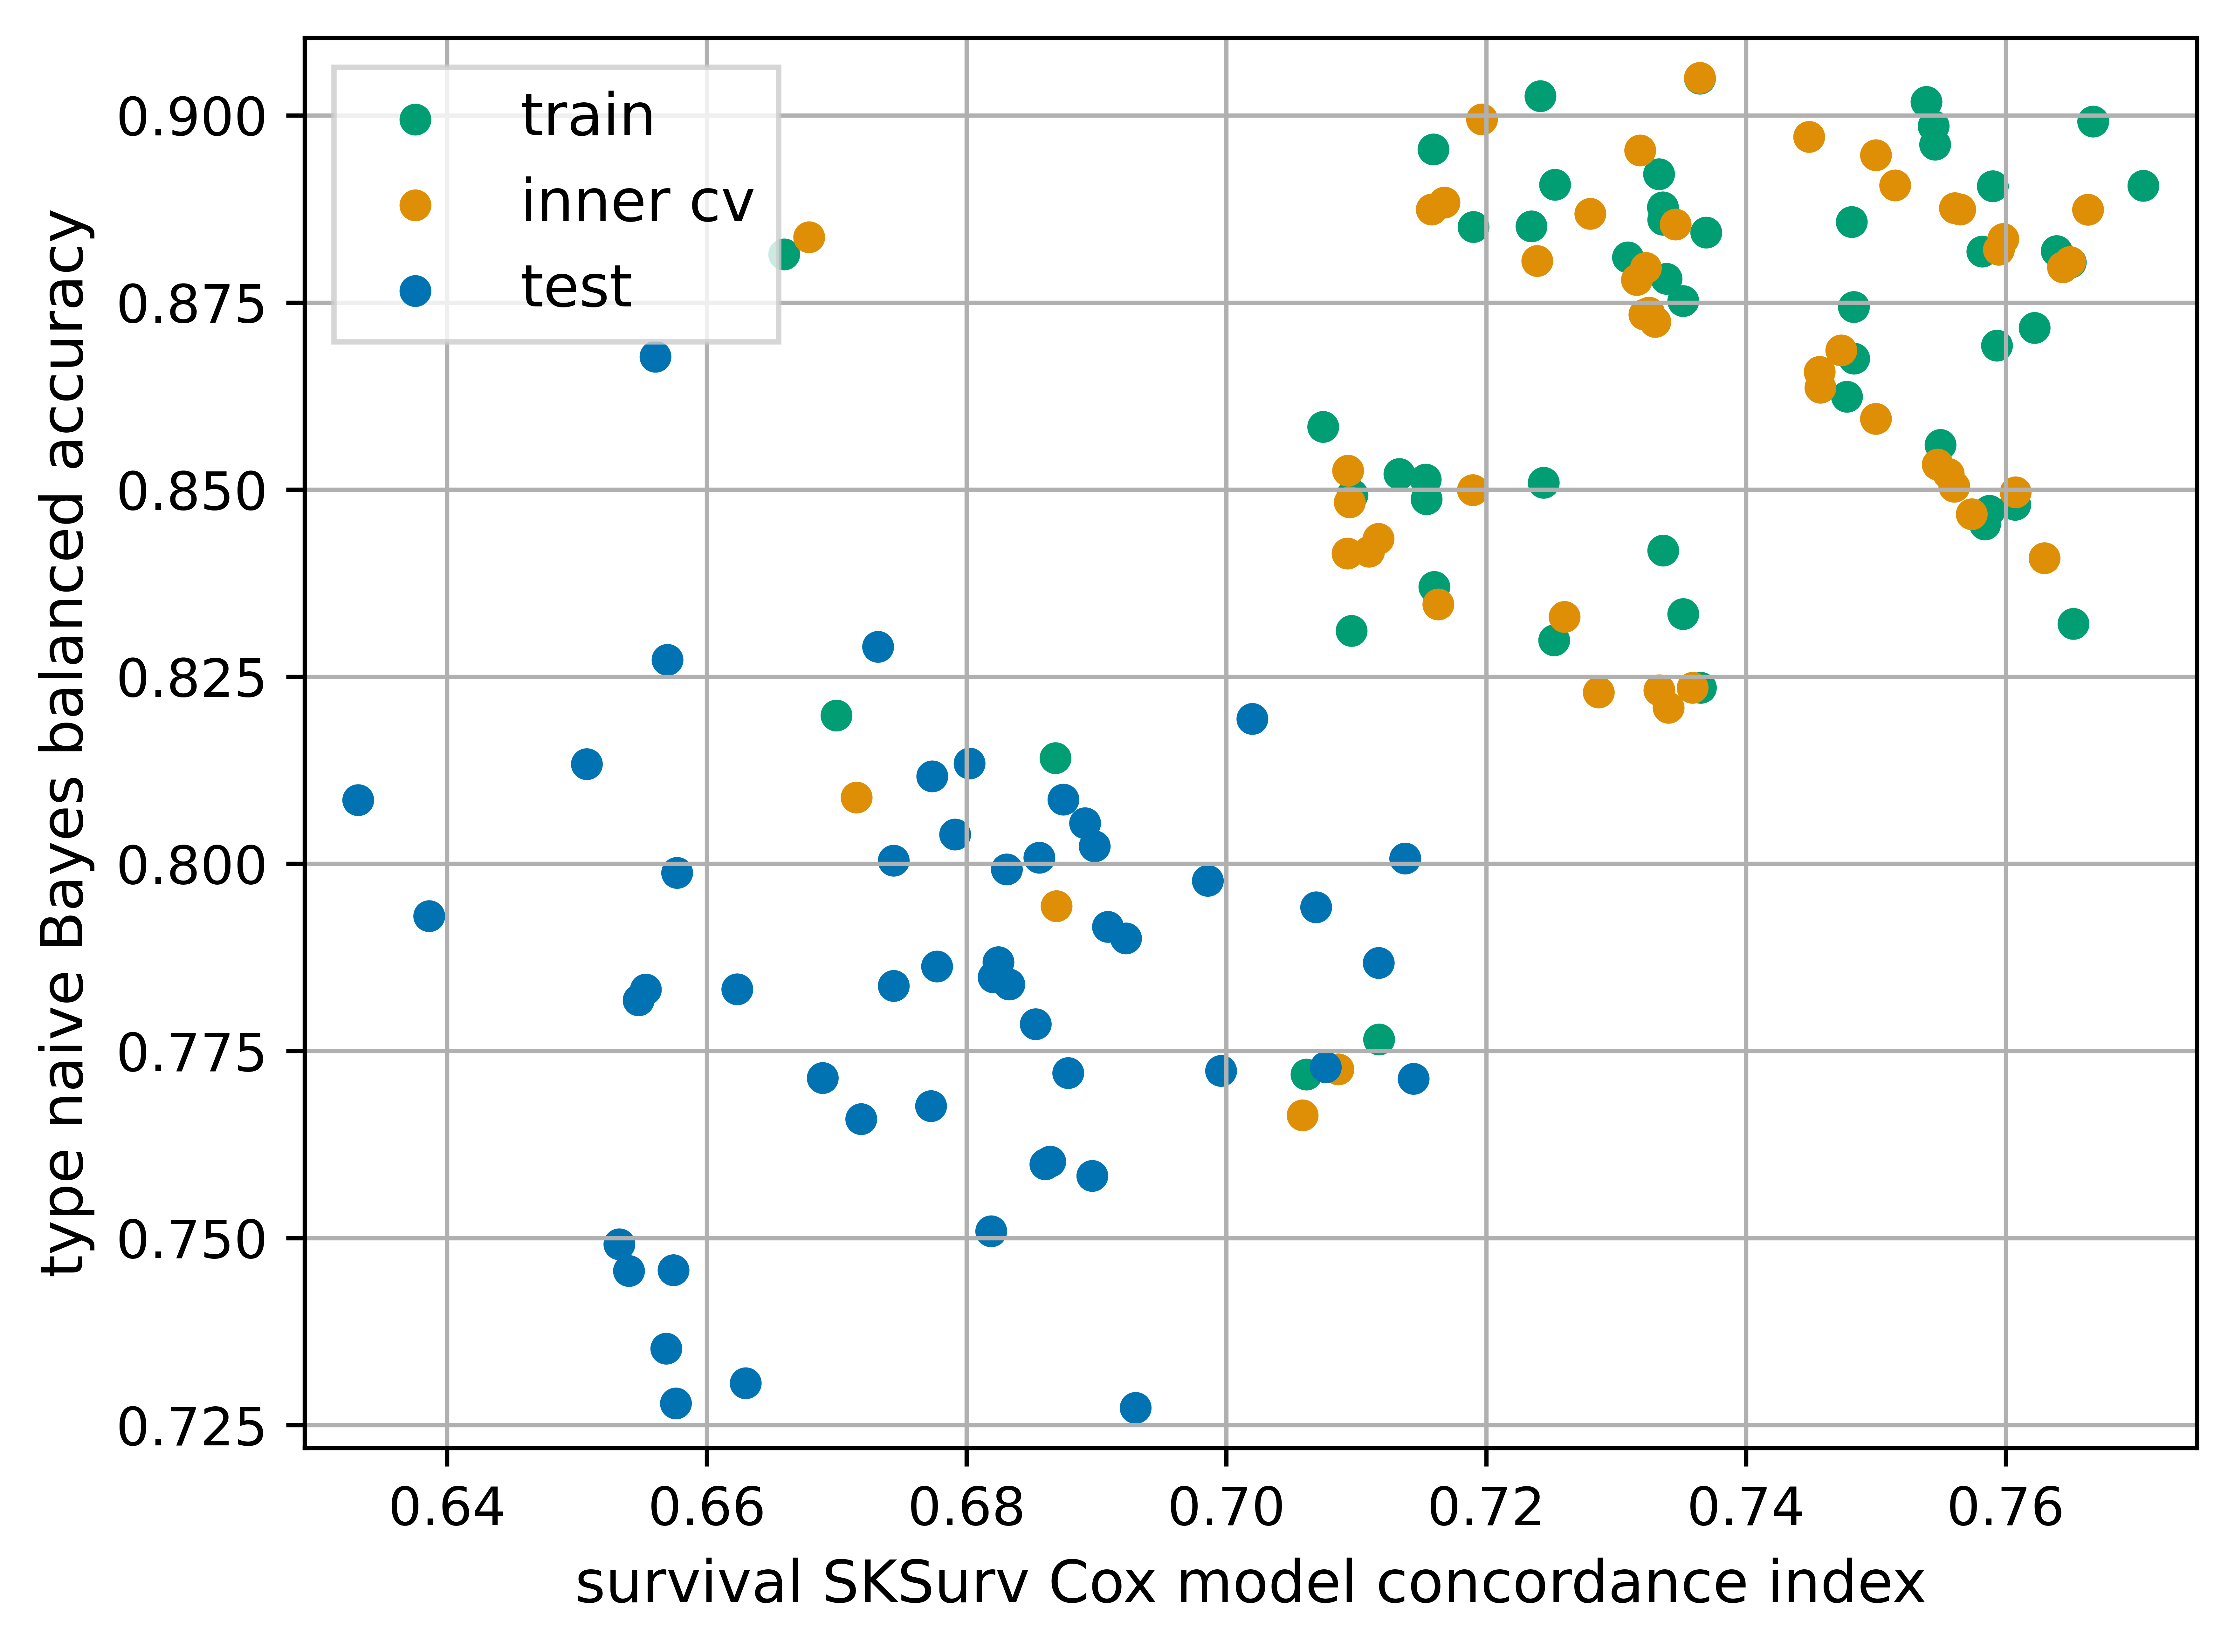 train
inner cv
test
type naive Bayes balanced accuracy
0.900
0.875
0.850
0.825
0.800
0.775
0.750
0.725
0.64 0.66 0.68 0.70 0.72 0.74 0.76
survival SKSurv Cox model concordance index